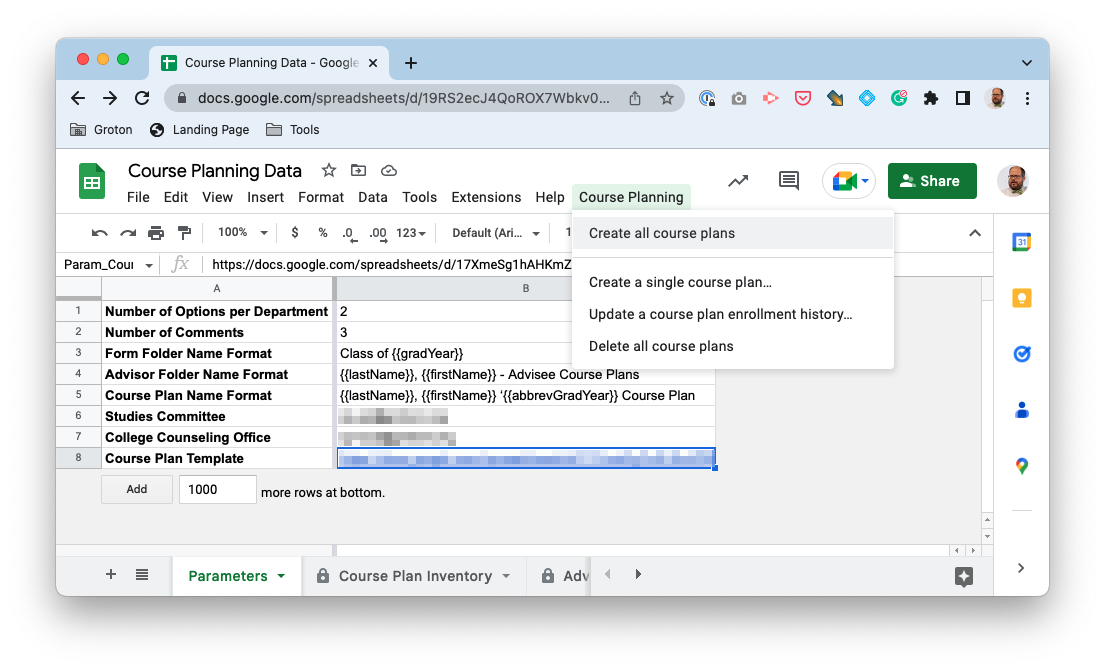 Course Planning Data - Google
docs.google.com/spreadsheets/d/19RS2ecJ4QoROX7Wbkv0...
Groton Landing Page Tools
Course Planning Data
File Edit View Insert Format Data Tools Extensions Help Course Planning
Share
100% $ % .0 .00 123 Default (Ari... 1
Create all course plans
Create a single course plan...
Update a course plan enrollment history...
Delete all course plans
31
Param_Cour fx https://docs.google.com/spreadsheets/d/17XmeSg1hAHKmZ
A B
1 Number of Options per Department 2
2 Number of Comments 3
3 Form Folder Name Format Class of {{gradYear}}
4 Advisor Folder Name Format {{lastName}}, {{firstName}} - Advisee Course Plans
5 Course Plan Name Format {{lastName}}, {{firstName}} '{{abbrevGradYear}} Course Plan
6 Studies Committee
7 College Counseling Office
8 Course Plan Template
Add 1000 more rows at bottom.
Parameters Course Plan Inventory Adv